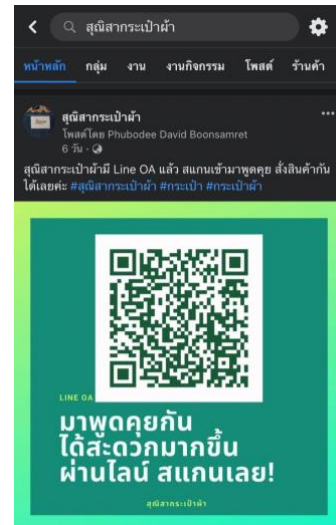 สุณิสากระเป๋าผ้า
หน้าหลัก กลุ่ม งาน งานกิจกรรม โพสต์ ร้านค้า
สุณิสากระเป๋าผ้า
โพสต์โดย Phubodee David Boonsamret
6 วัน ·
สุณิสากระเป๋าผ้ามี Line OA แล้ว สแกนเข้ามาพูดคุย สั่งสินค้ากัน
ได้เลยค่ะ #สุณิสากระเป๋าผ้า #กระเป๋า #กระเป๋าผ้า
LINE OA
มาพูดคุยกัน
ได้สะดวกมากขึ้น
ผ่านไลน์ สแกนเลย!
สุณิสากระเป๋าผ้า